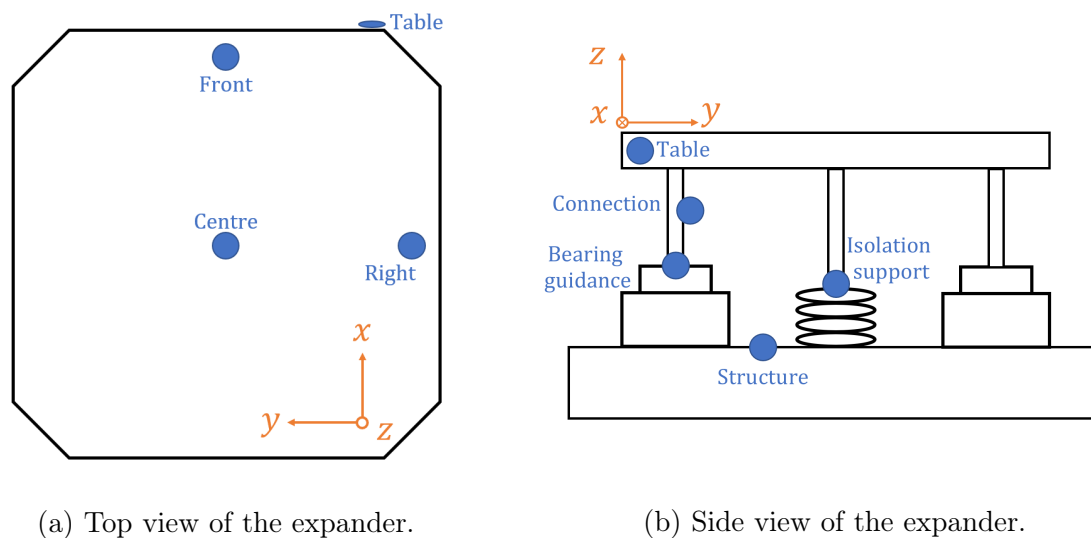 Table
Front
Centre
Right
x
y
z
z
x
y
Table
Connection
Bearing
guidance
Isolation
support
Structure
(a) Top view of the expander.
(b) Side view of the expander.